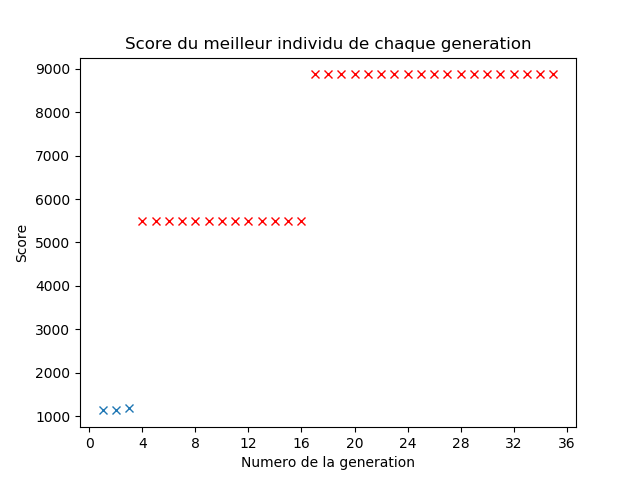 Score du meilleur individu de chaque generation
9000
8000
7000
6000
5000
4000
3000
2000
1000
Score
0 4 8 12 16 20 24 28 32 36
Numero de la generation